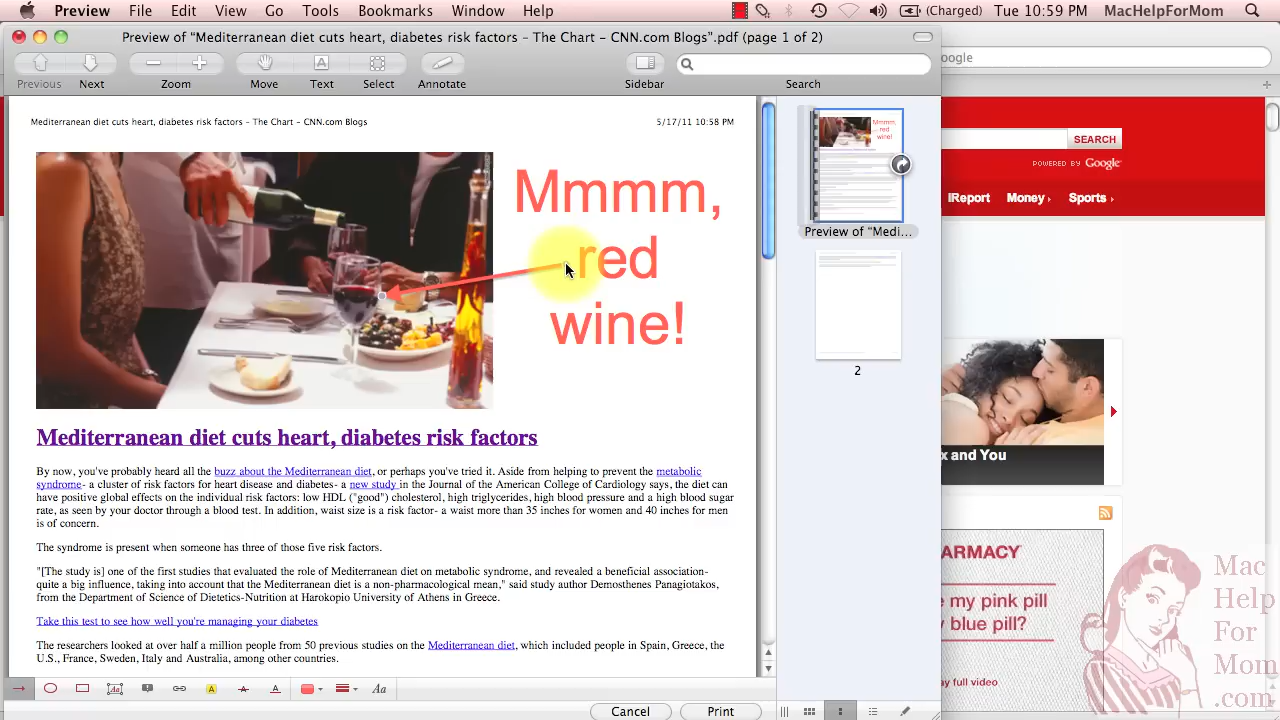 Preview File Edit View Go Tools Bookmarks Window Help (Charged) Tue 10:59 PM MacHelpForMom
Preview of “Mediterranean diet cuts heart, diabetes risk factors – The Chart – CNN.com Blogs”.pdf (page 1 of 2)
Previous Next Zoom Move Text Select Annotate Sidebar Search
Mediterranean diet cuts heart, diabetes risk factors – The Chart – CNN.com Blogs 5/17/11 10:58 PM
Mmmm,
red
wine!
Mediterranean diet cuts heart, diabetes risk factors
By now, you've probably heard all the buzz about the Mediterranean diet, or perhaps you've tried it. Aside from helping to prevent the metabolic
syndrome- a cluster of risk factors for heart disease and diabetes- a new study in the Journal of the American College of Cardiology says, the diet can
have positive global effects on the individual risk factors: low HDL ("good") cholesterol, high triglycerides, high blood pressure and a high blood sugar
rate, as seen by your doctor through a blood test. In addition, waist size is a risk factor- a waist more than 35 inches for women and 40 inches for men
is of concern.
The syndrome is present when someone has three of those five risk factors.
"[The study is] one of the first studies that evaluated the role of Mediterranean diet on metabolic syndrome, and revealed a beneficial association-
quite a big influence, taking into account that the Mediterranean diet is a non-pharmacological mean," said study author Demosthenes Panagiotakos,
from the Department of Science of Dietetics-Nutrition at Harokopio University of Athens in Greece.
Take this test to see how well you're managing your diabetes
The researchers looked at over half a million people from 50 previous studies on the Mediterranean diet, which included people in Spain, Greece, the
U.S., France, Sweden, Italy and Australia, among other countries.
Aa
Cancel Print
Mmmm,
red
wine!
Preview of “Medi...
2
oogle
SEARCH
POWERED BY Google
IReport Money Sports
x and You
ARMACY
e my pink pill
y blue pill?
ay full video
Mac
Help
For
Mom
.com